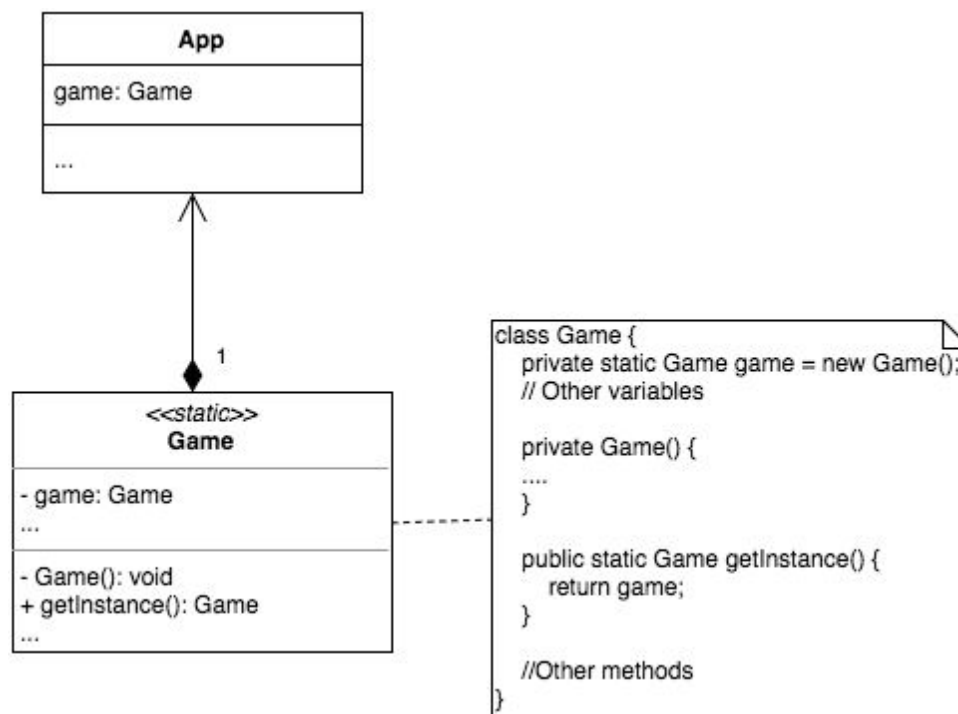 App
game: Game
...
1
<<static>>
Game
- game: Game
...
- Game(): void
+ getInstance(): Game
...
class Game {
private static Game game = new Game();
// Other variables
private Game() {
....
}
public static Game getInstance() {
return game;
}
//Other methods
}